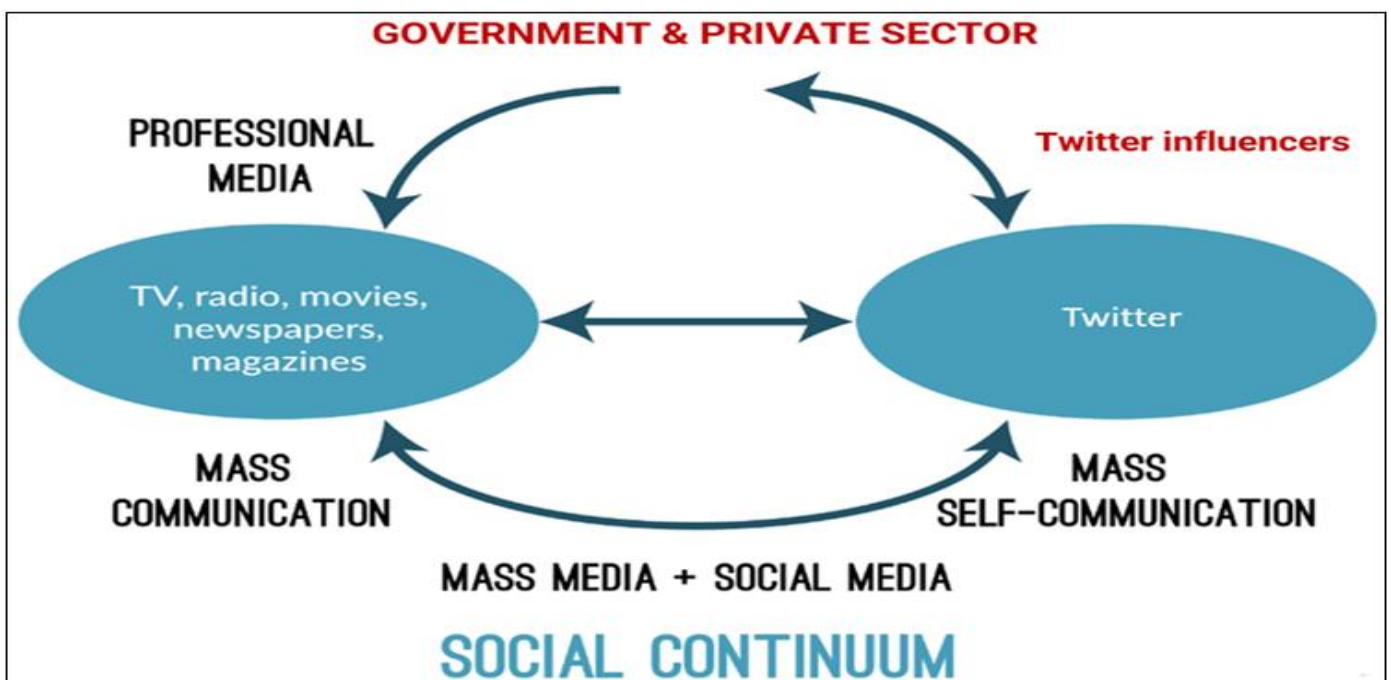 GOVERNMENT & PRIVATE SECTOR
PROFESSIONAL
MEDIA
Twitter influencers
TV, radio, movies,
newspapers,
magazines
Twitter
MASS
COMMUNICATION
MASS
SELF-COMMUNICATION
MASS MEDIA + SOCIAL MEDIA
SOCIAL CONTINUUM